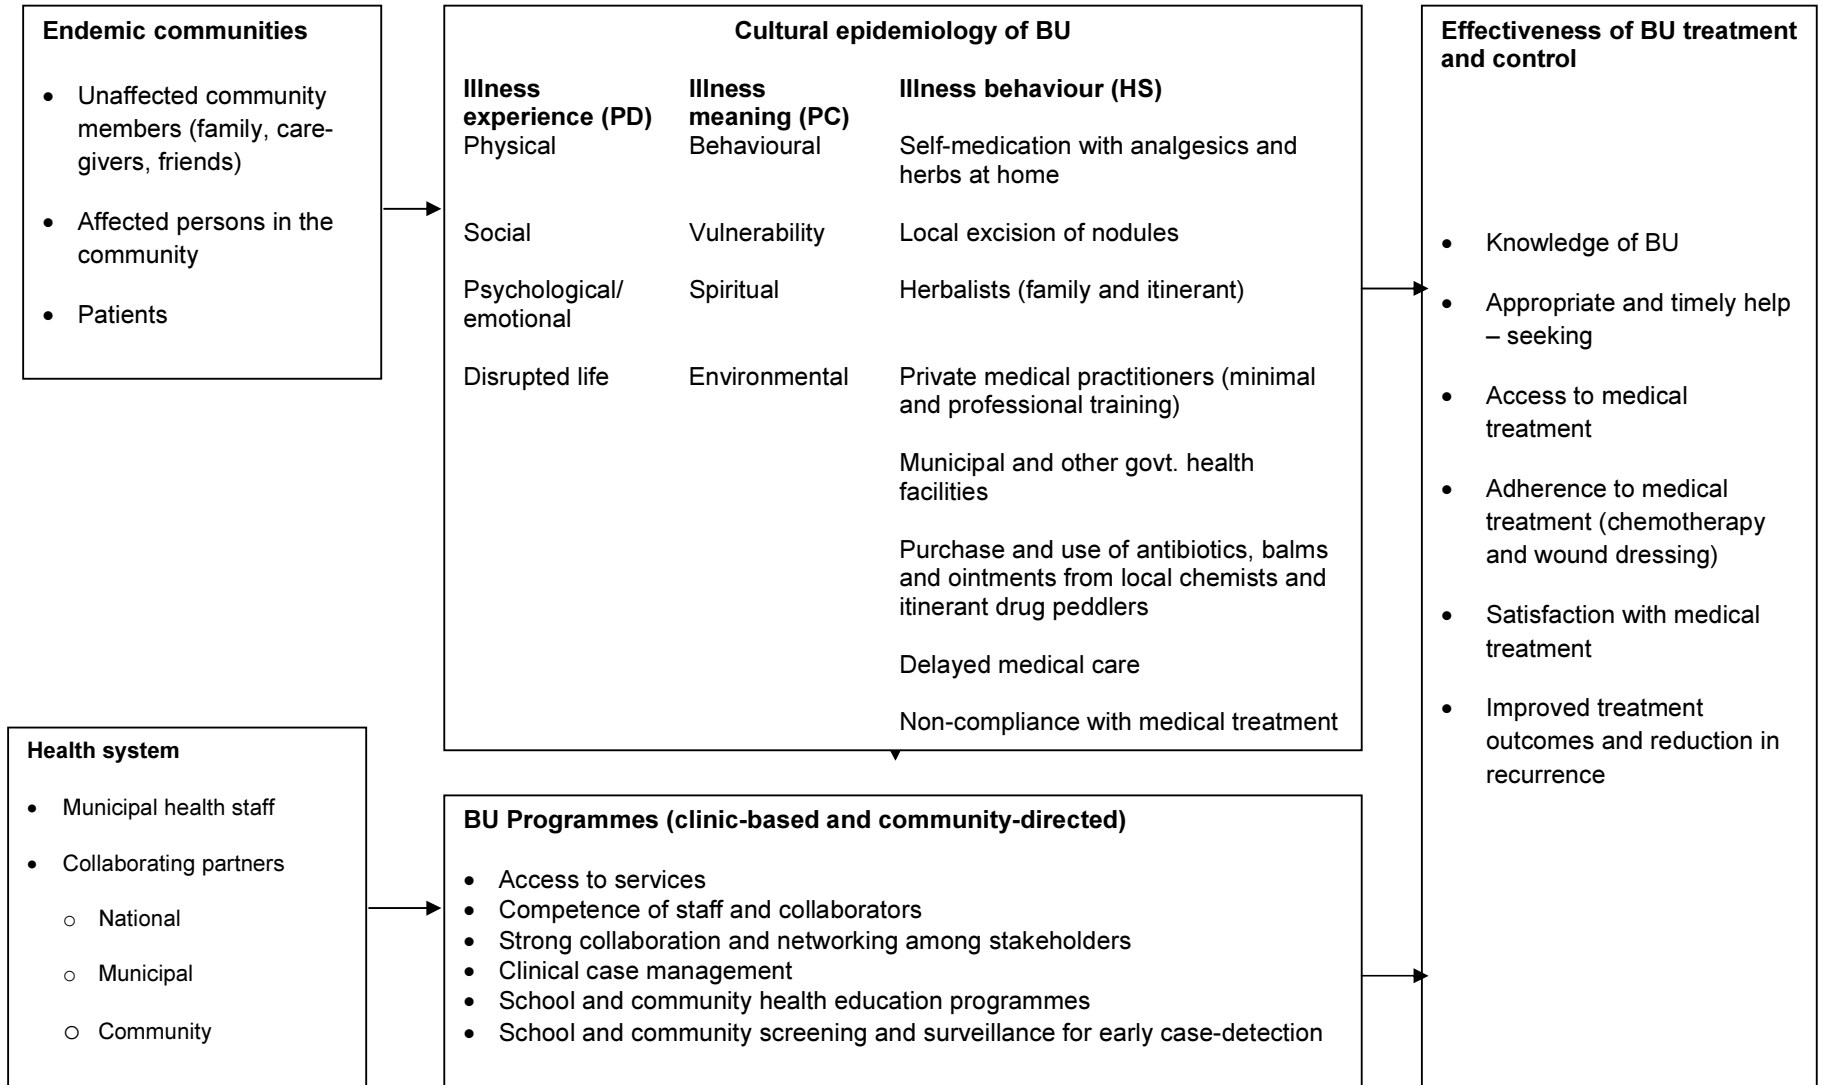 Endemic communities
• Unaffected community
members (family, care-
givers, friends)
• Affected persons in the
community
• Patients
Cultural epidemiology of BU
Illness
experience (PD)
Physical
Social
Psychological/
emotional
Disrupted life
Illness
meaning (PC)
Behavioural
Vulnerability
Spiritual
Environmental
Illness behaviour (HS)
Self-medication with analgesics and
herbs at home
Local excision of nodules
Herbalists (family and itinerant)
Private medical practitioners (minimal
and professional training)
Municipal and other govt. health
facilities
Purchase and use of antibiotics, balms
and ointments from local chemists and
itinerant drug peddlers
Delayed medical care
Non-compliance with medical treatment
Effectiveness of BU treatment
and control
• Knowledge of BU
• Appropriate and timely help
– seeking
• Access to medical
treatment
• Adherence to medical
treatment (chemotherapy
and wound dressing)
• Satisfaction with medical
treatment
• Improved treatment
outcomes and reduction in
recurrence
Health system
• Municipal health staff
• Collaborating partners
○ National
○ Municipal
○ Community
BU Programmes (clinic-based and community-directed)
• Access to services
• Competence of staff and collaborators
• Strong collaboration and networking among stakeholders
• Clinical case management
• School and community health education programmes
• School and community screening and surveillance for early case-detection